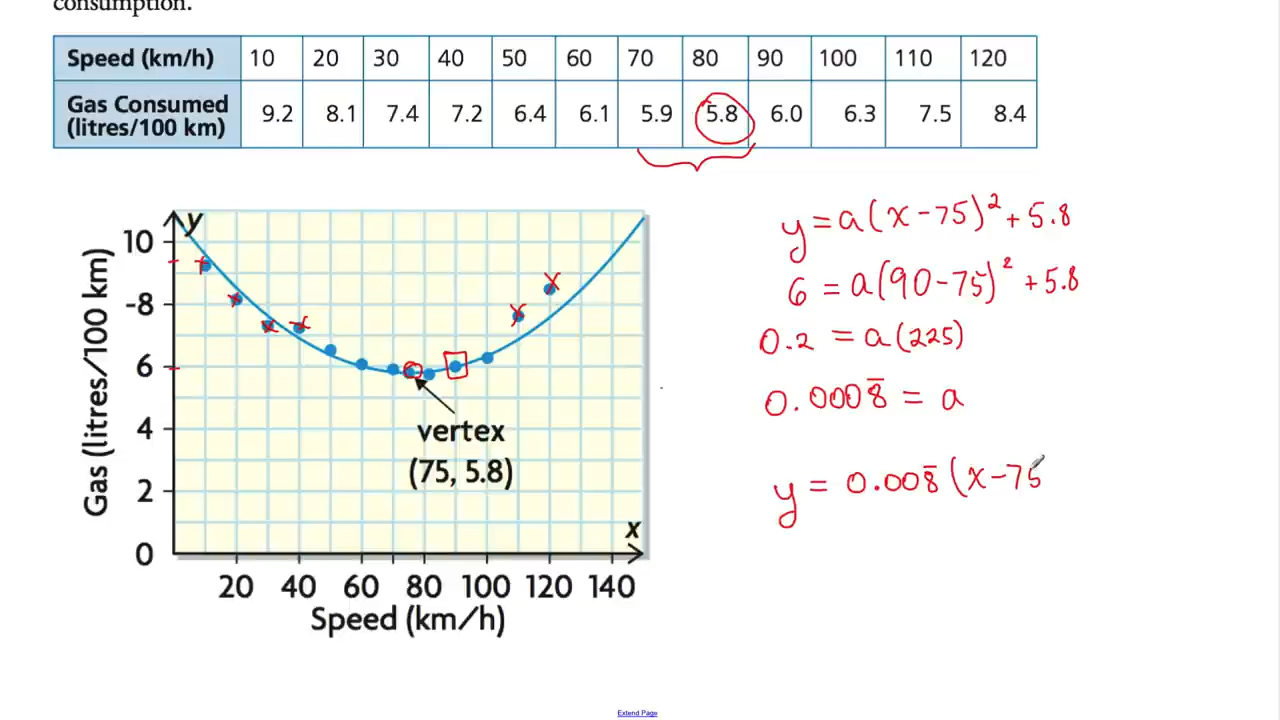 consumption.
Speed (km/h) 10 20 30 40 50 60 70 80 90 100 110 120
Gas Consumed
(litres/100 km) 9.2 8.1 7.4 7.2 6.4 6.1 5.9 5.8 6.0 6.3 7.5 8.4
y
10
-8
6
4
2
0
Gas (litres/100 km)
vertex
(75, 5.8)
x
20 40 60 80 100 120 140
Speed (km/h)
y = a(x - 75)² + 5.8
6 = a(90 - 75)² + 5.8
0.2 = a(225)
0.0008̅ = a
y = 0.008̅ (x - 75
Extend Page